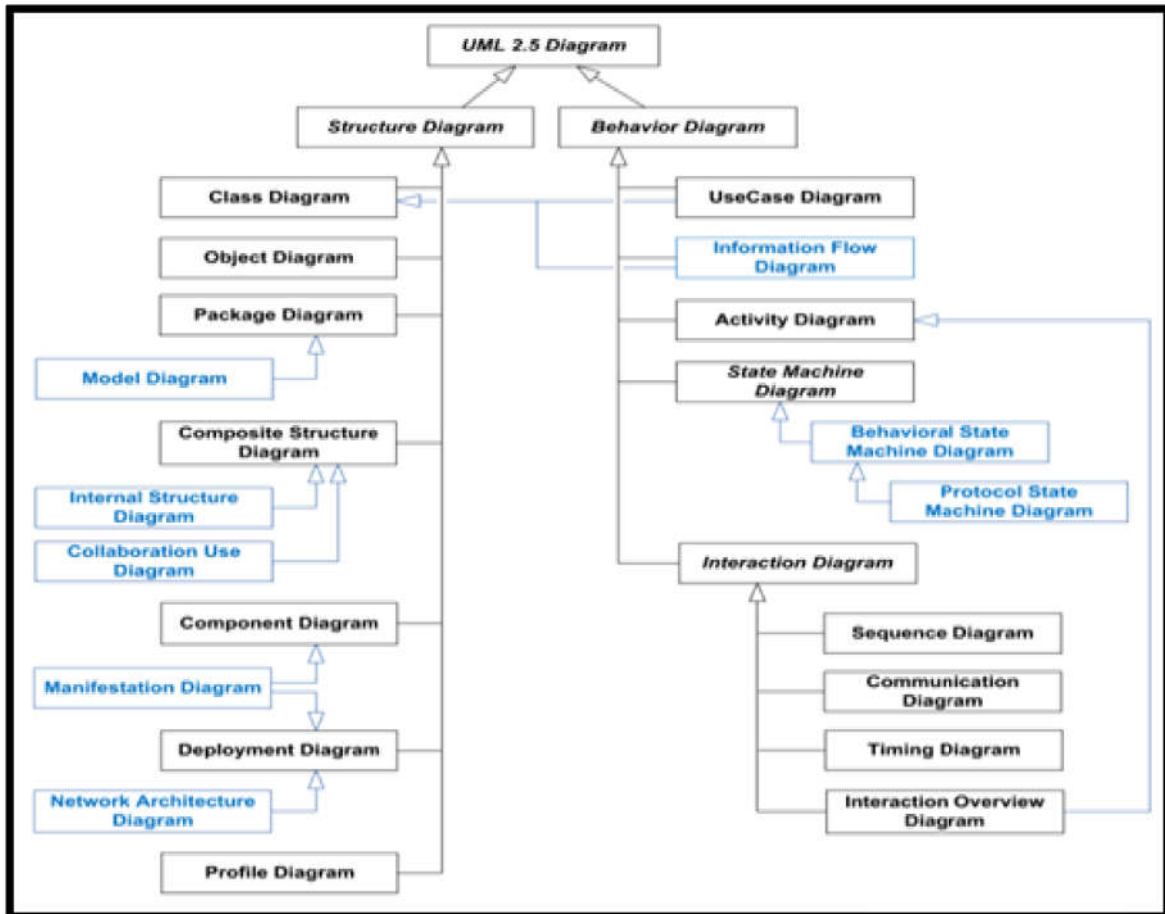 UML 2.5 Diagram
Structure Diagram
Behavior Diagram
Class Diagram
UseCase Diagram
Object Diagram
Information Flow
Diagram
Package Diagram
Activity Diagram
Model Diagram
State Machine
Diagram
Composite Structure
Diagram
Behavioral State
Machine Diagram
Internal Structure
Diagram
Protocol State
Machine Diagram
Collaboration Use
Diagram
Interaction Diagram
Component Diagram
Sequence Diagram
Manifestation Diagram
Communication
Diagram
Deployment Diagram
Timing Diagram
Network Architecture
Diagram
Interaction Overview
Diagram
Profile Diagram